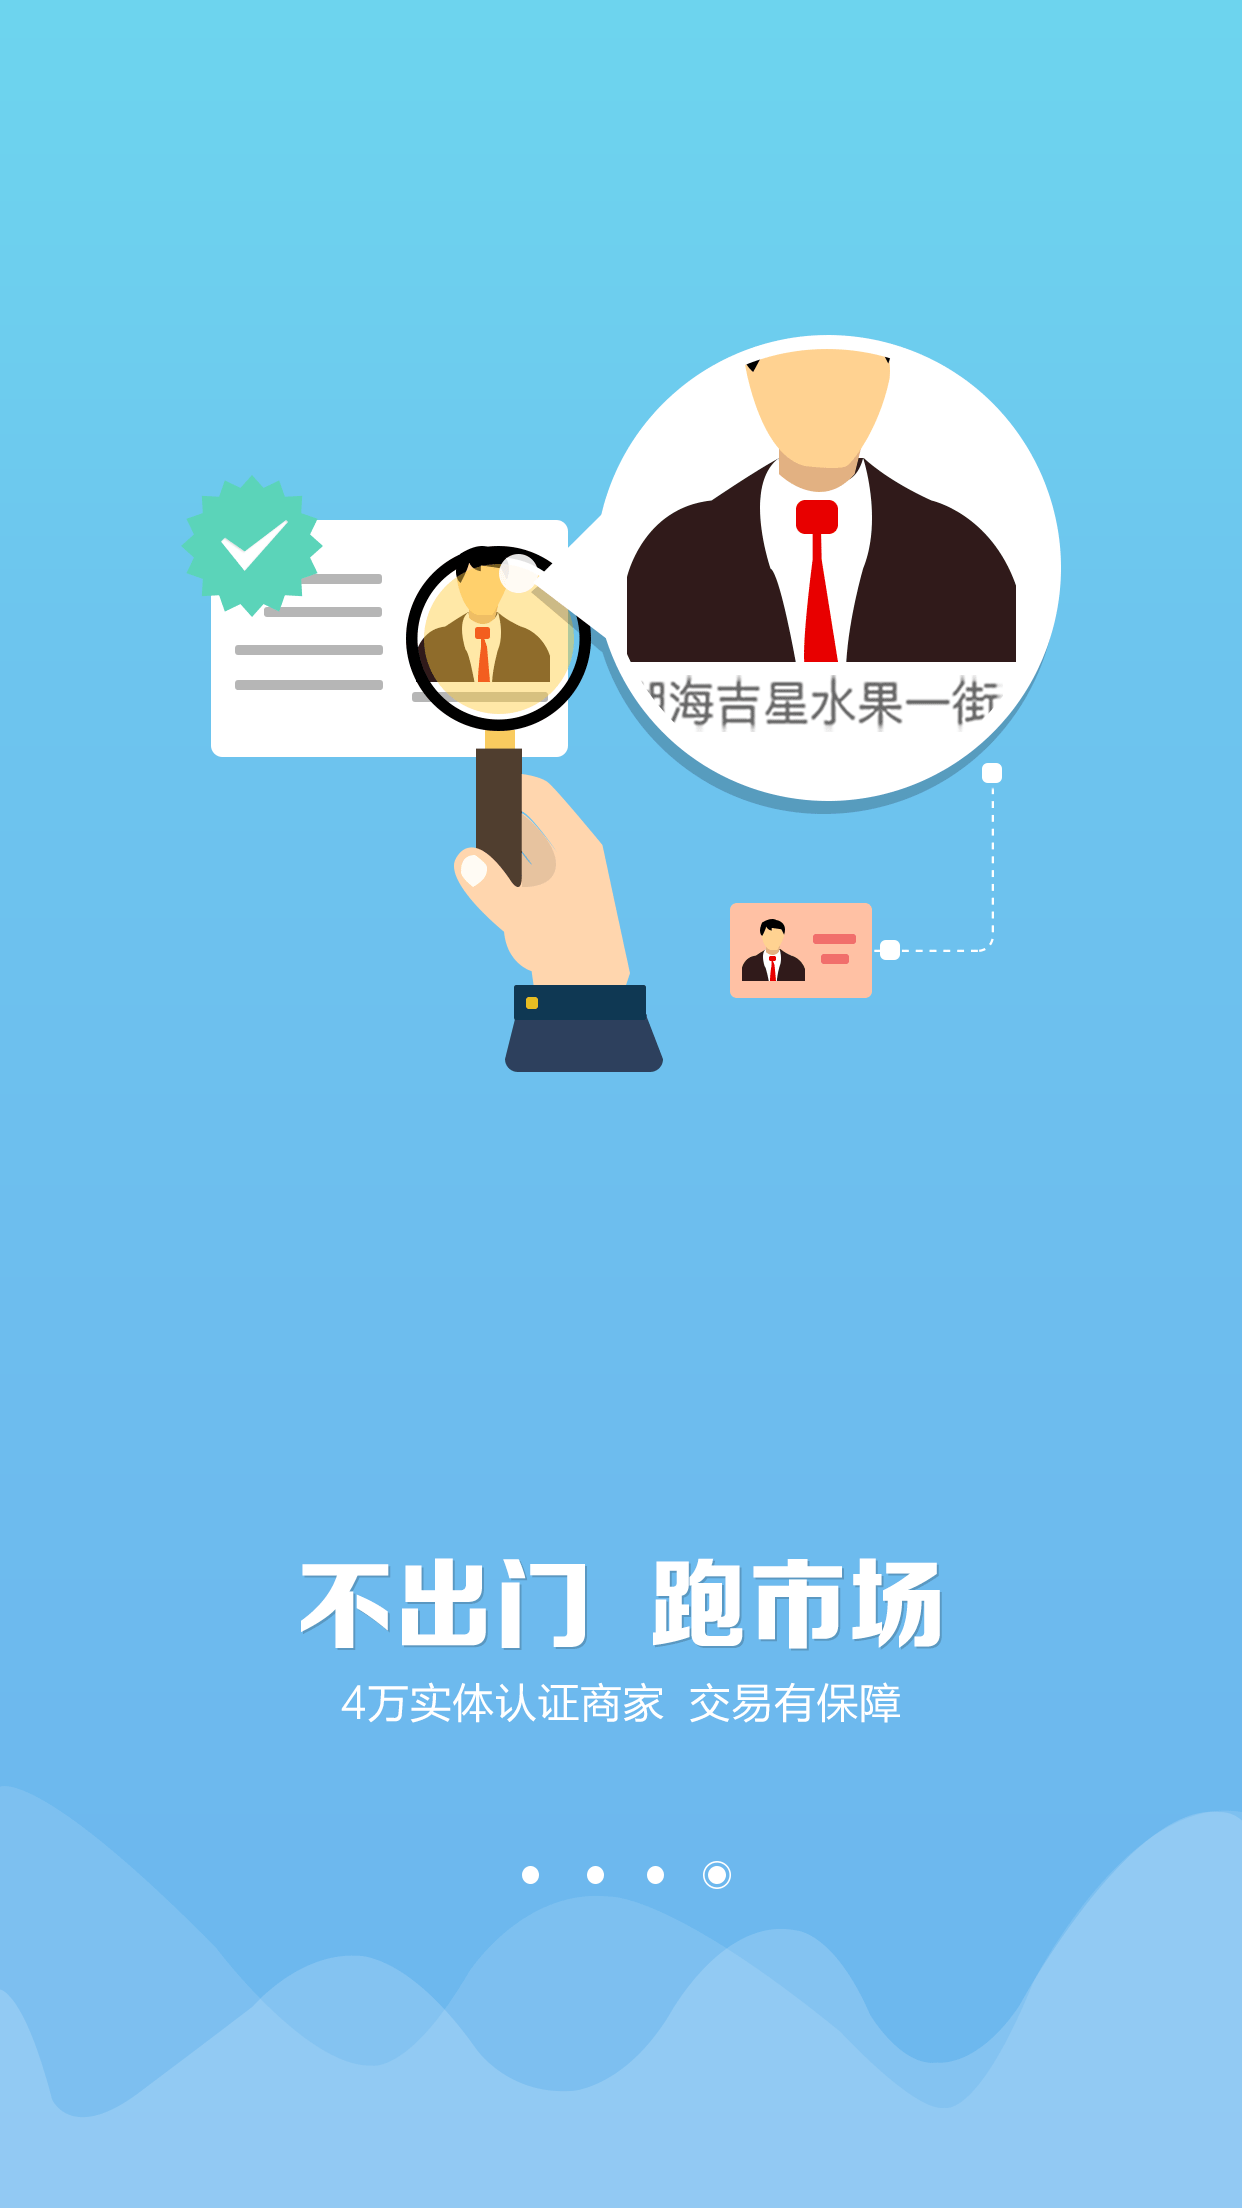 海吉星水果一街
不出门 跑市场
4万实体认证商家 交易有保障